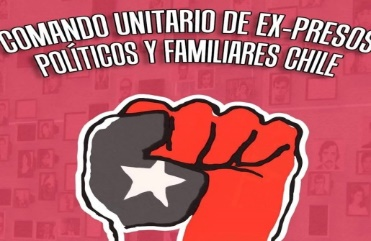 COMANDO UNITARIO DE EX-PRESOS
POLÍTICOS Y FAMILIARES CHILE